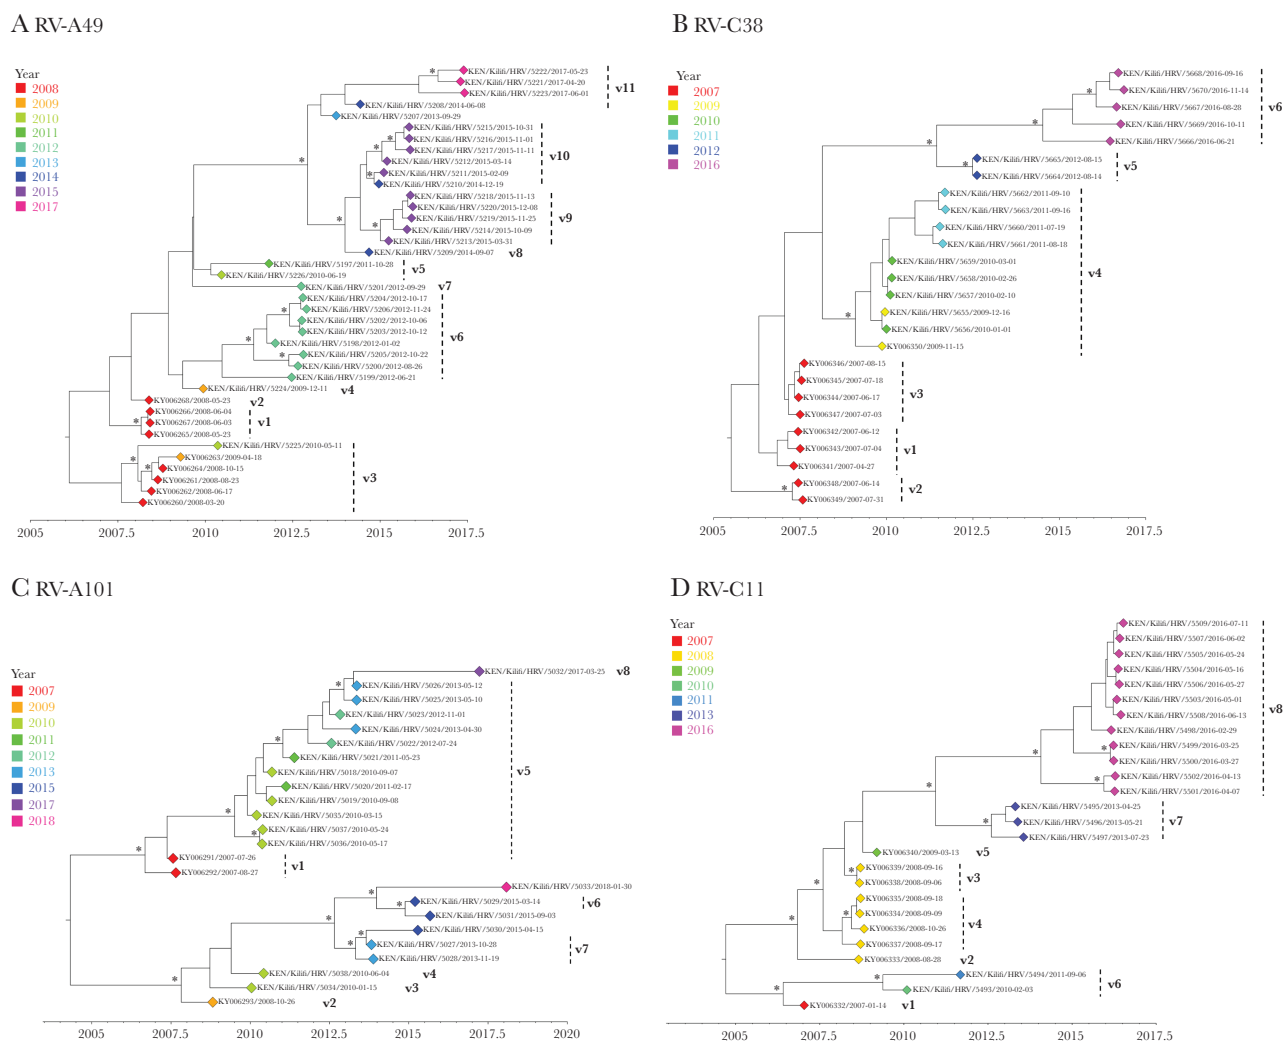 A RV-A49
Year
2008
2009
2010
2011
2012
2013
2014
2015
2017
KEN/Kilifi/HRV/5222/2017-05-23
KEN/Kilifi/HRV/5221/2017-04-20
KEN/Kilifi/HRV/5223/2017-06-01
v11
KEN/Kilifi/HRV/5208/2014-06-08
KEN/Kilifi/HRV/5207/2013-09-29
KEN/Kilifi/HRV/5215/2015-10-31
KEN/Kilifi/HRV/5216/2015-11-01
KEN/Kilifi/HRV/5217/2015-11-11
v10
KEN/Kilifi/HRV/5212/2015-03-14
KEN/Kilifi/HRV/5211/2015-02-09
KEN/Kilifi/HRV/5210/2014-12-19
KEN/Kilifi/HRV/5218/2015-11-13
KEN/Kilifi/HRV/5220/2015-12-08
KEN/Kilifi/HRV/5219/2015-11-25
v9
KEN/Kilifi/HRV/5214/2015-10-09
KEN/Kilifi/HRV/5213/2015-03-31
KEN/Kilifi/HRV/5209/2014-09-07
v8
KEN/Kilifi/HRV/5197/2011-10-28
v5
KEN/Kilifi/HRV/5226/2010-06-19
KEN/Kilifi/HRV/5201/2012-09-29
v7
KEN/Kilifi/HRV/5204/2012-10-17
KEN/Kilifi/HRV/5206/2012-11-24
KEN/Kilifi/HRV/5202/2012-10-06
KEN/Kilifi/HRV/5203/2012-10-12
v6
KEN/Kilifi/HRV/5198/2012-01-02
KEN/Kilifi/HRV/5205/2012-10-22
KEN/Kilifi/HRV/5200/2012-08-26
KEN/Kilifi/HRV/5199/2012-06-21
KEN/Kilifi/HRV/5224/2009-12-11
v4
KY006268/2008-05-23
v2
KY006266/2008-06-04
KY006267/2008-06-03
v1
KY006265/2008-05-23
KEN/Kilifi/HRV/5225/2010-05-11
KY006263/2009-04-18
KY006264/2008-10-15
v3
KY006261/2008-08-23
KY006262/2008-06-17
KY006260/2008-03-20
2005 2007.5 2010 2012.5 2015 2017.5
B RV-C38
Year
2007
2009
2010
2011
2012
2016
KEN/Kilifi/HRV/5668/2016-09-16
KEN/Kilifi/HRV/5670/2016-11-14
KEN/Kilifi/HRV/5667/2016-08-28
v6
KEN/Kilifi/HRV/5669/2016-10-11
KEN/Kilifi/HRV/5666/2016-06-21
KEN/Kilifi/HRV/5665/2012-08-15
v5
KEN/Kilifi/HRV/5664/2012-08-14
KEN/Kilifi/HRV/5662/2011-09-10
KEN/Kilifi/HRV/5663/2011-09-16
KEN/Kilifi/HRV/5660/2011-07-19
KEN/Kilifi/HRV/5661/2011-08-18
KEN/Kilifi/HRV/5659/2010-03-01
v4
KEN/Kilifi/HRV/5658/2010-02-26
KEN/Kilifi/HRV/5657/2010-02-10
KEN/Kilifi/HRV/5655/2009-12-16
KEN/Kilifi/HRV/5656/2010-01-01
KY006350/2009-11-15
KY006346/2007-08-15
KY006345/2007-07-18
v3
KY006344/2007-06-17
KY006347/2007-07-03
KY006342/2007-06-12
KY006343/2007-07-04
v1
KY006341/2007-04-27
KY006348/2007-06-14
v2
KY006349/2007-07-31
2005 2007.5 2010 2012.5 2015 2017.5
C RV-A101
Year
2007
2009
2010
2011
2012
2013
2015
2017
2018
KEN/Kilifi/HRV/5032/2017-03-25
v8
KEN/Kilifi/HRV/5026/2013-05-12
KEN/Kilifi/HRV/5025/2013-05-10
KEN/Kilifi/HRV/5023/2012-11-01
KEN/Kilifi/HRV/5024/2013-04-30
KEN/Kilifi/HRV/5022/2012-07-24
KEN/Kilifi/HRV/5021/2011-05-23
v5
KEN/Kilifi/HRV/5018/2010-09-07
KEN/Kilifi/HRV/5020/2011-02-17
KEN/Kilifi/HRV/5019/2010-09-08
KEN/Kilifi/HRV/5035/2010-03-15
KEN/Kilifi/HRV/5037/2010-05-24
KEN/Kilifi/HRV/5036/2010-05-17
KY006291/2007-07-26
v1
KY006292/2007-08-27
KEN/Kilifi/HRV/5033/2018-01-30
KEN/Kilifi/HRV/5029/2015-03-14
v6
KEN/Kilifi/HRV/5031/2015-09-03
KEN/Kilifi/HRV/5030/2015-04-15
KEN/Kilifi/HRV/5027/2013-10-28
v7
KEN/Kilifi/HRV/5028/2013-11-19
KEN/Kilifi/HRV/5038/2010-06-04
v4
KEN/Kilifi/HRV/5034/2010-01-15
v3
KY006293/2008-10-26
v2
2005 2007.5 2010 2012.5 2015 2017.5 2020
D RV-C11
Year
2007
2008
2009
2010
2011
2013
2016
KEN/Kilifi/HRV/5509/2016-07-11
KEN/Kilifi/HRV/5507/2016-06-02
KEN/Kilifi/HRV/5505/2016-05-24
KEN/Kilifi/HRV/5504/2016-05-16
KEN/Kilifi/HRV/5506/2016-05-27
KEN/Kilifi/HRV/5503/2016-05-01
v8
KEN/Kilifi/HRV/5508/2016-06-13
KEN/Kilifi/HRV/5498/2016-02-29
KEN/Kilifi/HRV/5499/2016-03-25
KEN/Kilifi/HRV/5500/2016-03-27
KEN/Kilifi/HRV/5502/2016-04-13
KEN/Kilifi/HRV/5501/2016-04-07
KEN/Kilifi/HRV/5495/2013-04-25
KEN/Kilifi/HRV/5496/2013-05-21
v7
KEN/Kilifi/HRV/5497/2013-07-23
KY006340/2009-03-13
v5
KY006339/2008-09-16
v3
KY006338/2008-09-06
KY006335/2008-09-18
KY006334/2008-09-09
v4
KY006336/2008-10-26
KY006337/2008-09-17
KY006333/2008-08-28
v2
KEN/Kilifi/HRV/5494/2011-09-06
v6
KEN/Kilifi/HRV/5493/2010-02-03
KY006332/2007-01-14
v1
2005 2007.5 2010 2012.5 2015 2017.5